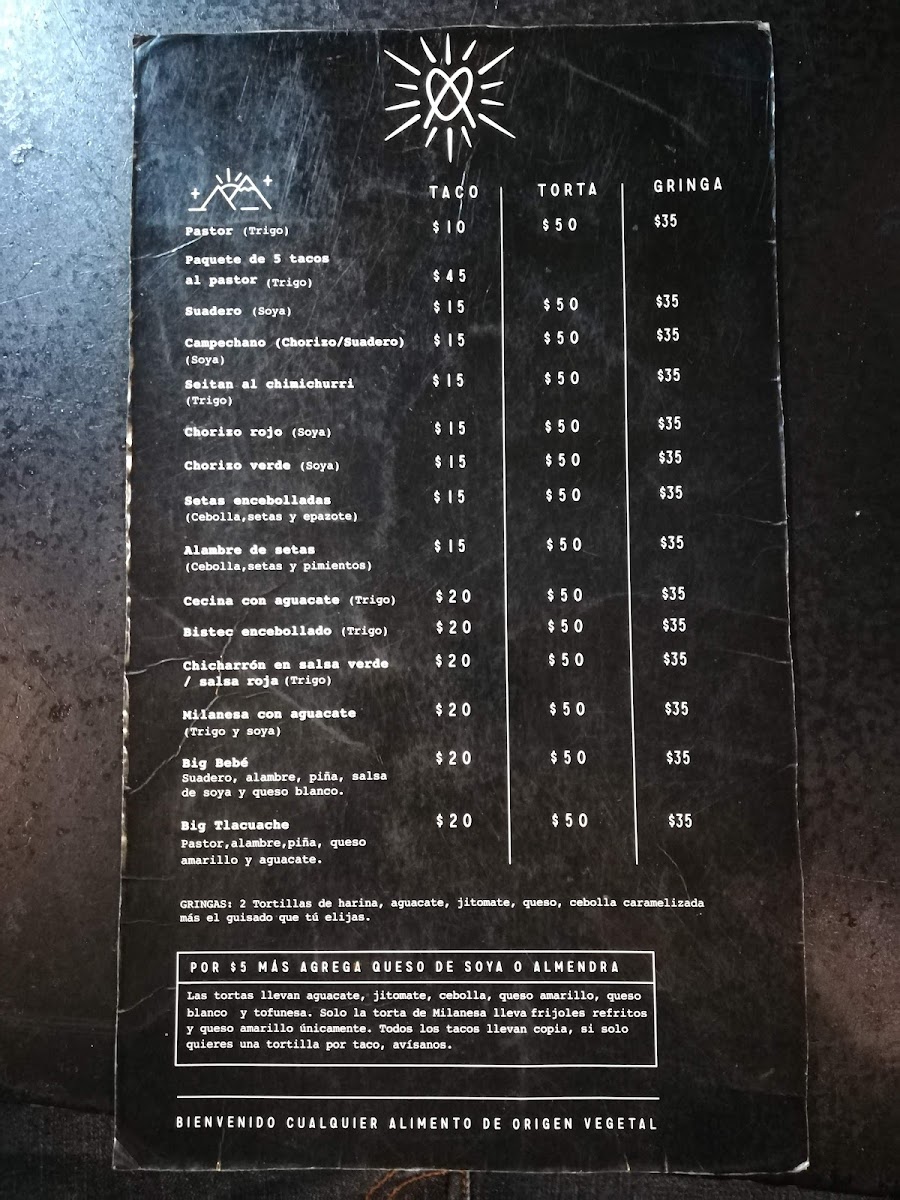 TACO TORTA GRINGA
Pastor (Trigo) $10 $50 $35
Paquete de 5 tacos
al pastor (Trigo) $45
Suadero (Soya) $15 $50 $35
Campechano (Chorizo/Suadero) $15 $50 $35
(Soya)
Seitan al chimichurri $15 $50 $35
(Trigo)
Chorizo rojo (Soya) $15 $50 $35
Chorizo verde (Soya) $15 $50 $35
Setas encebolladas $15 $50 $35
(Cebolla,setas y epazote)
Alambre de setas $15 $50 $35
(Cebolla,setas y pimientos)
Cecina con aguacate (Trigo) $20 $50 $35
Bistec encebollado (Trigo) $20 $50 $35
Chicharrón en salsa verde $20 $50 $35
/ salsa roja (Trigo)
Milanesa con aguacate $20 $50 $35
(Trigo y soya)
Big Bebé $20 $50 $35
Suadero, alambre, piña, salsa
de soya y queso blanco.
Big Tlacuache $20 $50 $35
Pastor,alambre,piña, queso
amarillo y aguacate.
GRINGAS: 2 Tortillas de harina, aguacate, jitomate, queso, cebolla caramelizada
más el guisado que tú elijas.
POR $5 MÁS AGREGA QUESO DE SOYA O ALMENDRA
Las tortas llevan aguacate, jitomate, cebolla, queso amarillo, queso
blanco y tofunesa. Solo la torta de Milanesa lleva frijoles refritos
y queso amarillo únicamente. Todos los tacos llevan copia, si solo
quieres una tortilla por taco, avísanos.
BIENVENIDO CUALQUIER ALIMENTO DE ORIGEN VEGETAL